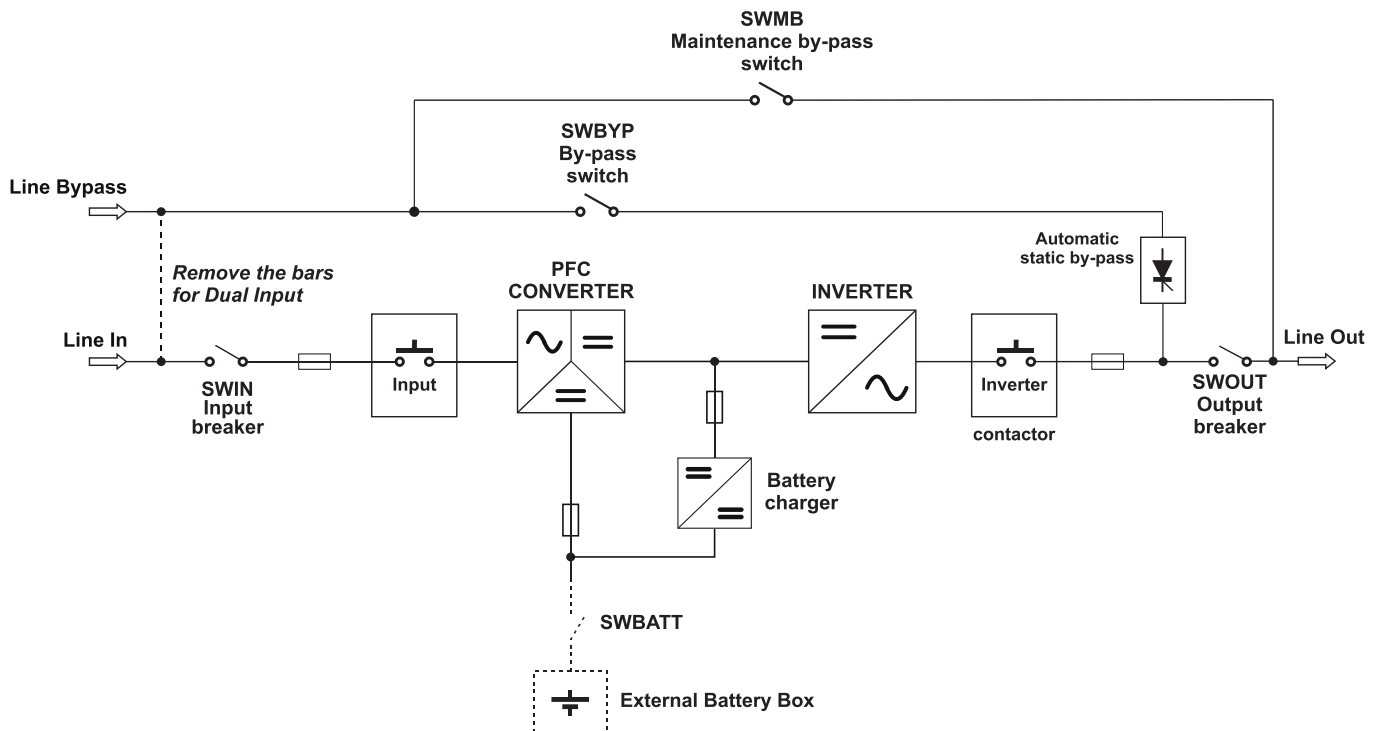 SWMB
Maintenance by-pass
switch
SWBYP
By-pass
switch
Line Bypass
Automatic
static by-pass
Remove the bars
for Dual Input
PFC
CONVERTER
INVERTER
Line In
Line Out
Input
Inverter
SWIN
Input
breaker
SWOUT
Output
breaker
contactor
Battery
charger
SWBATT
External Battery Box